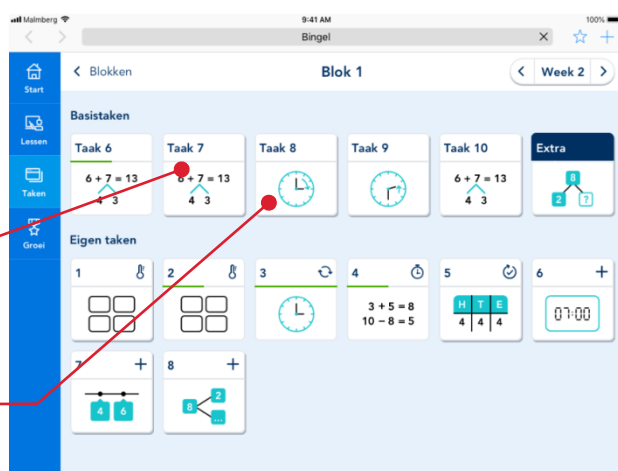 Malmberg 9:41 AM 100%
Bingel
Start
Lessen
Taken
Groei
Blokken Blok 1 Week 2
Basistaken
Taak 6 Taak 7 Taak 8 Taak 9 Taak 10 Extra
6 + 7 = 13 6 + 7 = 13 6 + 7 = 13 8
4 3 4 3 4 3 2 ?
Eigen taken
1 2 3 4 5 6 +
3 + 5 = 8 H T E 07:00
10 − 8 = 5 4 4 4
7 + 8 +
4 6 8 2
...